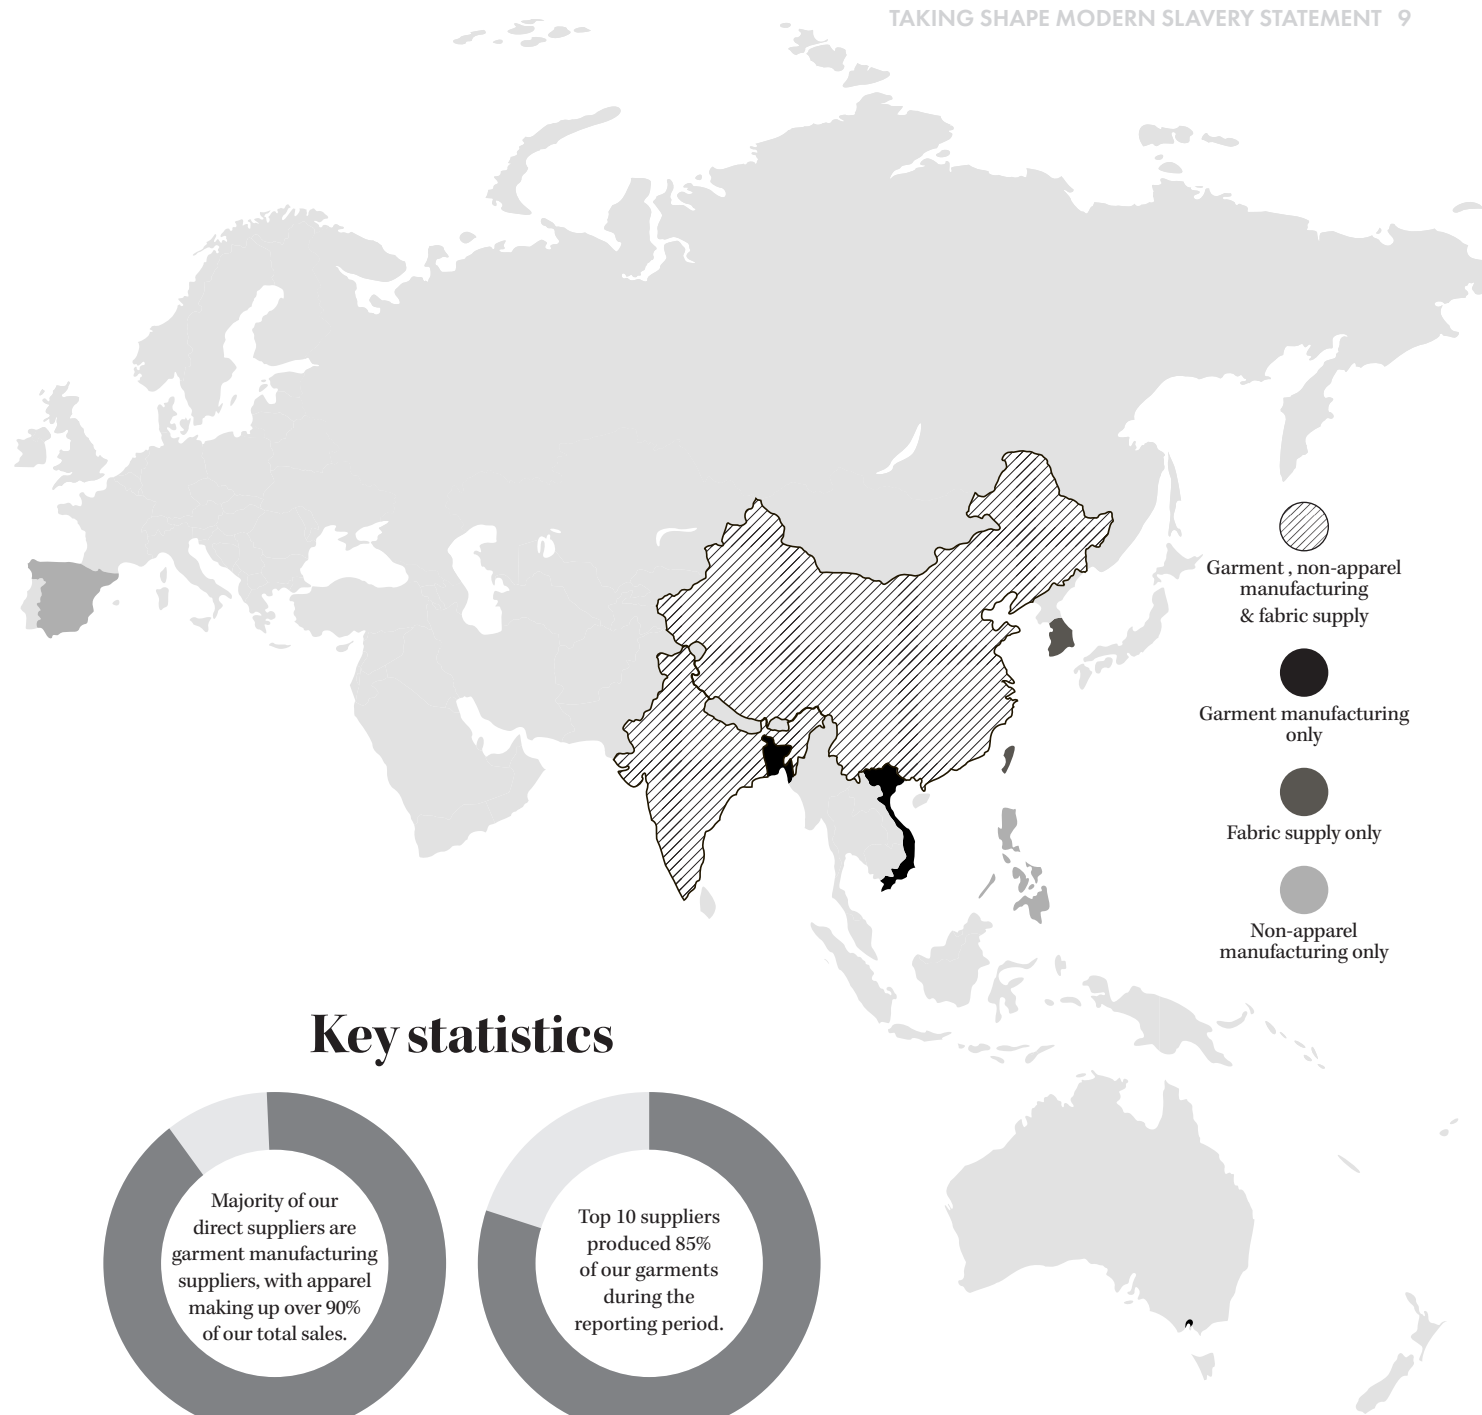 TAKING SHAPE MODERN SLAVERY STATEMENT 9
Garment , non-apparel
manufacturing
& fabric supply
Garment manufacturing
only
Fabric supply only
Non-apparel
manufacturing only
Key statistics
Majority of our
direct suppliers are
garment manufacturing
suppliers, with apparel
making up over 90%
of our total sales.
Top 10 suppliers
produced 85%
of our garments
during the
reporting period.